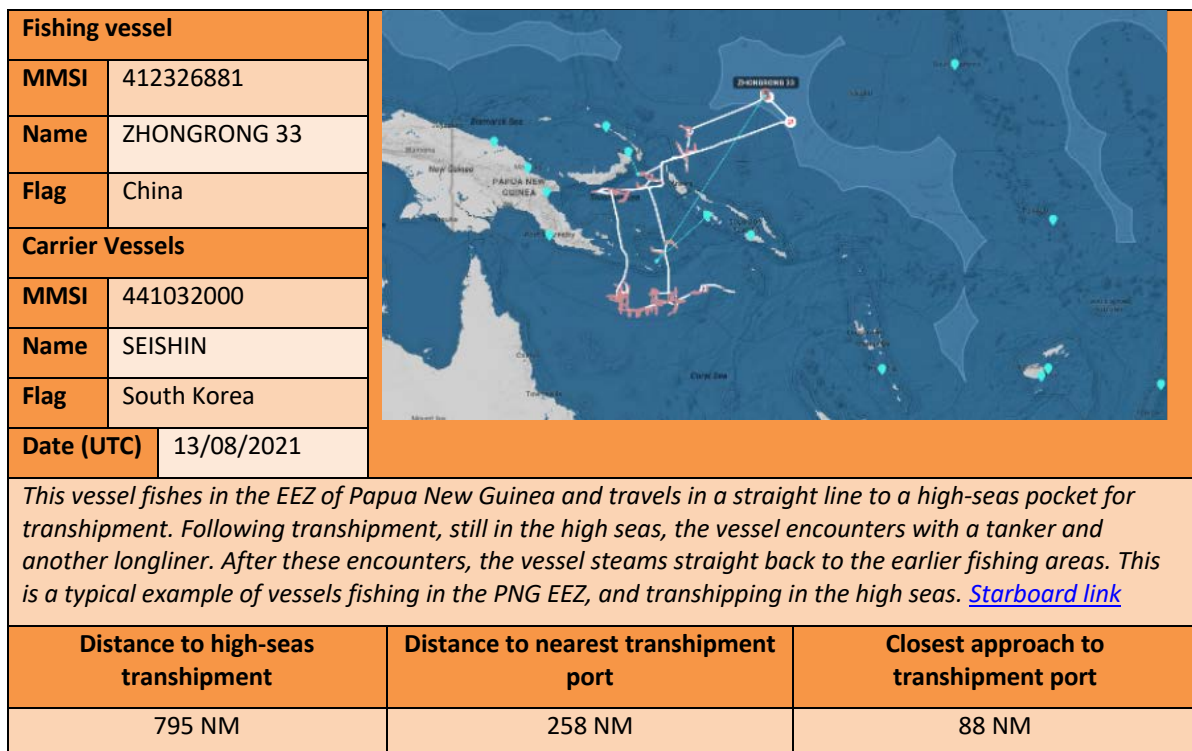 Fishing vessel
MMSI 412326881
Name ZHONGRONG 33
Flag China
Carrier Vessels
MMSI 441032000
Name SEISHIN
Flag South Korea
Date (UTC) 13/08/2021
ZHONGRONG 33
Bismarck Sea
New Guinea
PAPUA NEW
GUINEA
Coral Sea
This vessel fishes in the EEZ of Papua New Guinea and travels in a straight line to a high-seas pocket for
transhipment. Following transhipment, still in the high seas, the vessel encounters with a tanker and
another longliner. After these encounters, the vessel steams straight back to the earlier fishing areas. This
is a typical example of vessels fishing in the PNG EEZ, and transhipping in the high seas. Starboard link
Distance to high-seas
transhipment
Distance to nearest transhipment
port
Closest approach to
transhipment port
795 NM
258 NM
88 NM